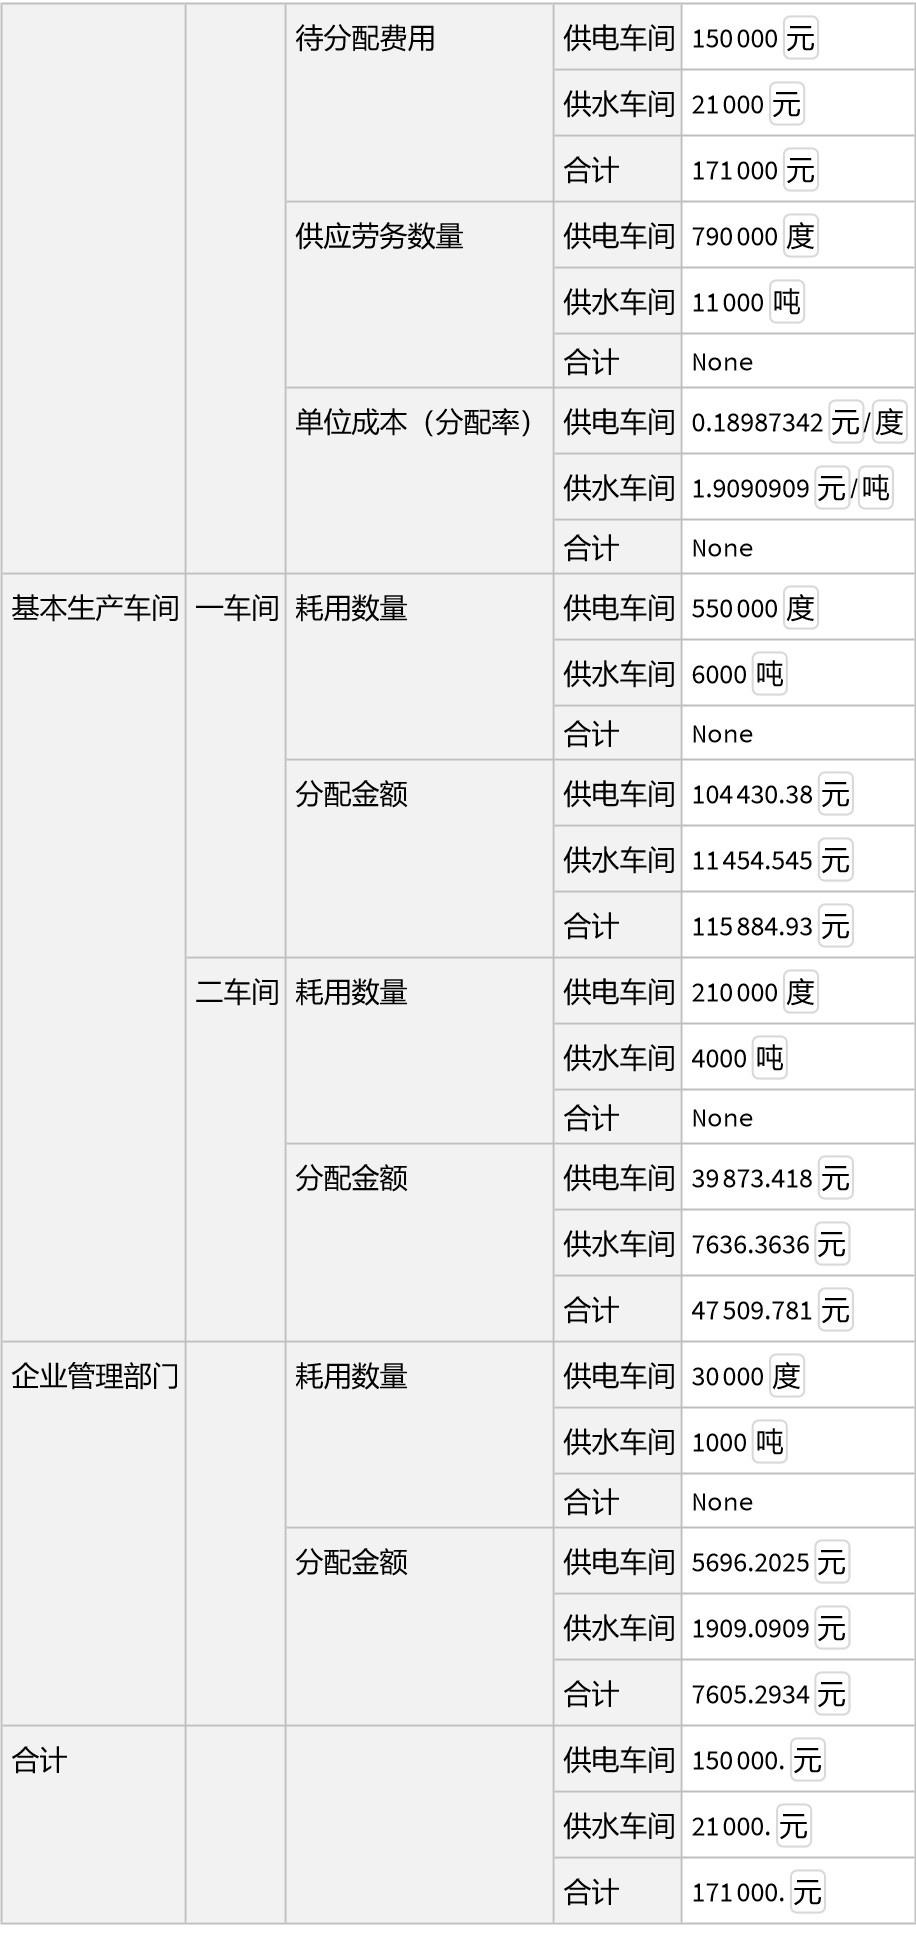 待分配费用 供电车间 150000 元
供水车间 21000 元
合计 171000 元
供应劳务数量 供电车间 790000 度
供水车间 11000 吨
合计 None
单位成本（分配率） 供电车间 0.18987342 元/度
供水车间 1.9090909 元/吨
合计 None
基本生产车间 一车间 耗用数量 供电车间 550000 度
供水车间 6000 吨
合计 None
分配金额 供电车间 104430.38 元
供水车间 11454.545 元
合计 115884.93 元
二车间 耗用数量 供电车间 210000 度
供水车间 4000 吨
合计 None
分配金额 供电车间 39873.418 元
供水车间 7636.3636 元
合计 47509.781 元
企业管理部门 耗用数量 供电车间 30000 度
供水车间 1000 吨
合计 None
分配金额 供电车间 5696.2025 元
供水车间 1909.0909 元
合计 7605.2934 元
合计 供电车间 150000. 元
供水车间 21000. 元
合计 171000. 元